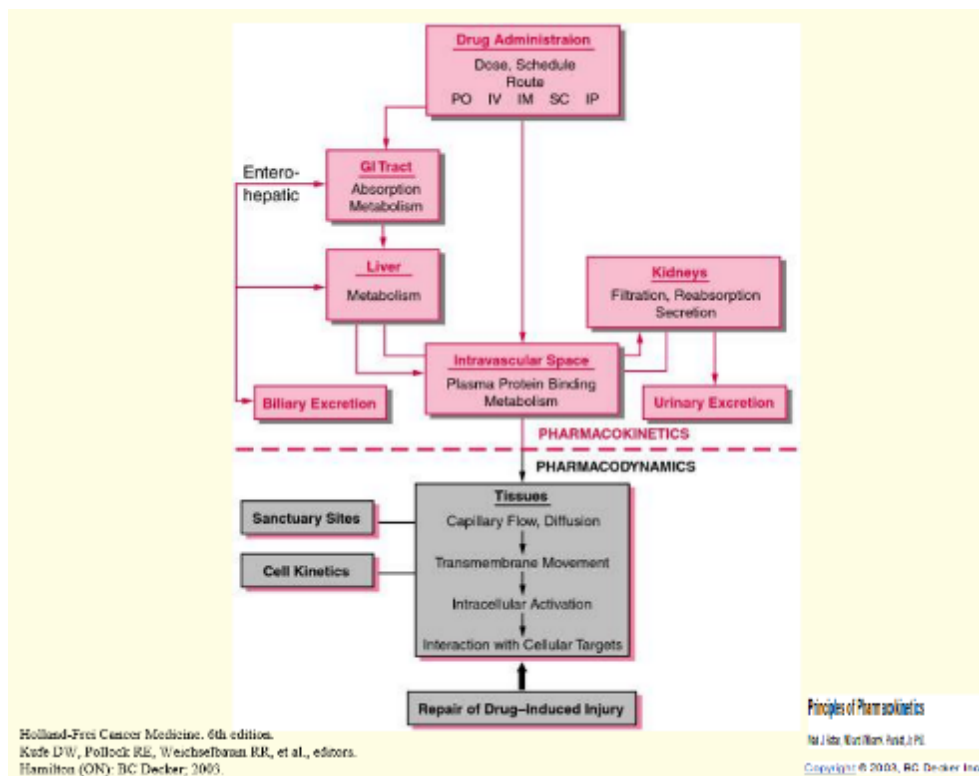 Drug Administraion
Dose, Schedule
Route
PO IV IM SC IP
Entero-
hepatic
GI Tract
Absorption
Metabolism
Liver
Metabolism
Kidneys
Filtration, Reabsorption
Secretion
Intravascular Space
Plasma Protein Binding
Metabolism
Biliary Excretion
Urinary Excretion
PHARMACOKINETICS
PHARMACODYNAMICS
Tissues
Capillary Flow, Diffusion
Transmembrane Movement
Intracellular Activation
Interaction with Cellular Targets
Sanctuary Sites
Cell Kinetics
Repair of Drug–Induced Injury
Holland-Frei Cancer Medicine. 6th edition.
Kufe DW, Pollock RE, Weichselbaum RR, et al., editors.
Hamilton (ON): BC Decker; 2003.
Principles of Pharmacokinetics
Copyright © 2003, BC Decker Inc